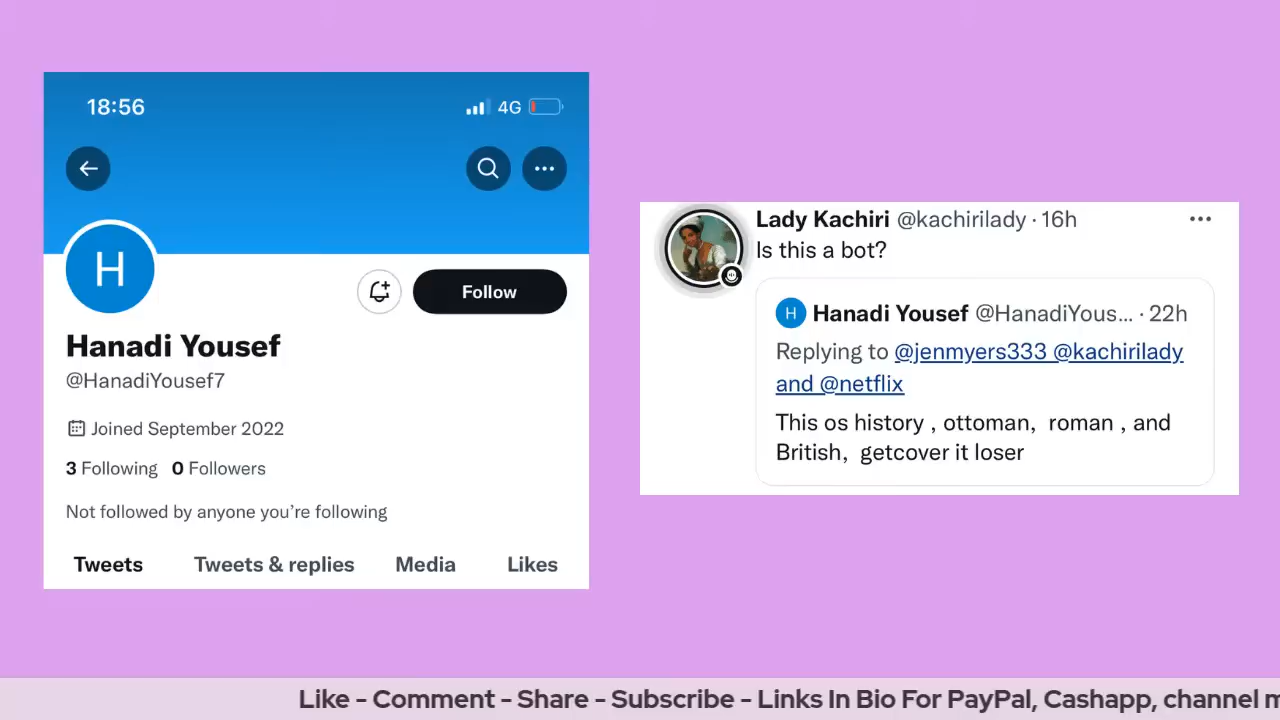 18:56
4G
H
Follow
Hanadi Yousef
@HanadiYousef7
Joined September 2022
3 Following 0 Followers
Not followed by anyone you’re following
Tweets Tweets & replies Media Likes
Lady Kachiri @kachirilady · 16h
Is this a bot?
H Hanadi Yousef @HanadiYous... · 22h
Replying to @jenmyers333 @kachirilady
and @netflix
This os history , ottoman, roman , and
British, getcover it loser
Like - Comment - Share - Subscribe - Links In Bio For PayPal, Cashapp, channel